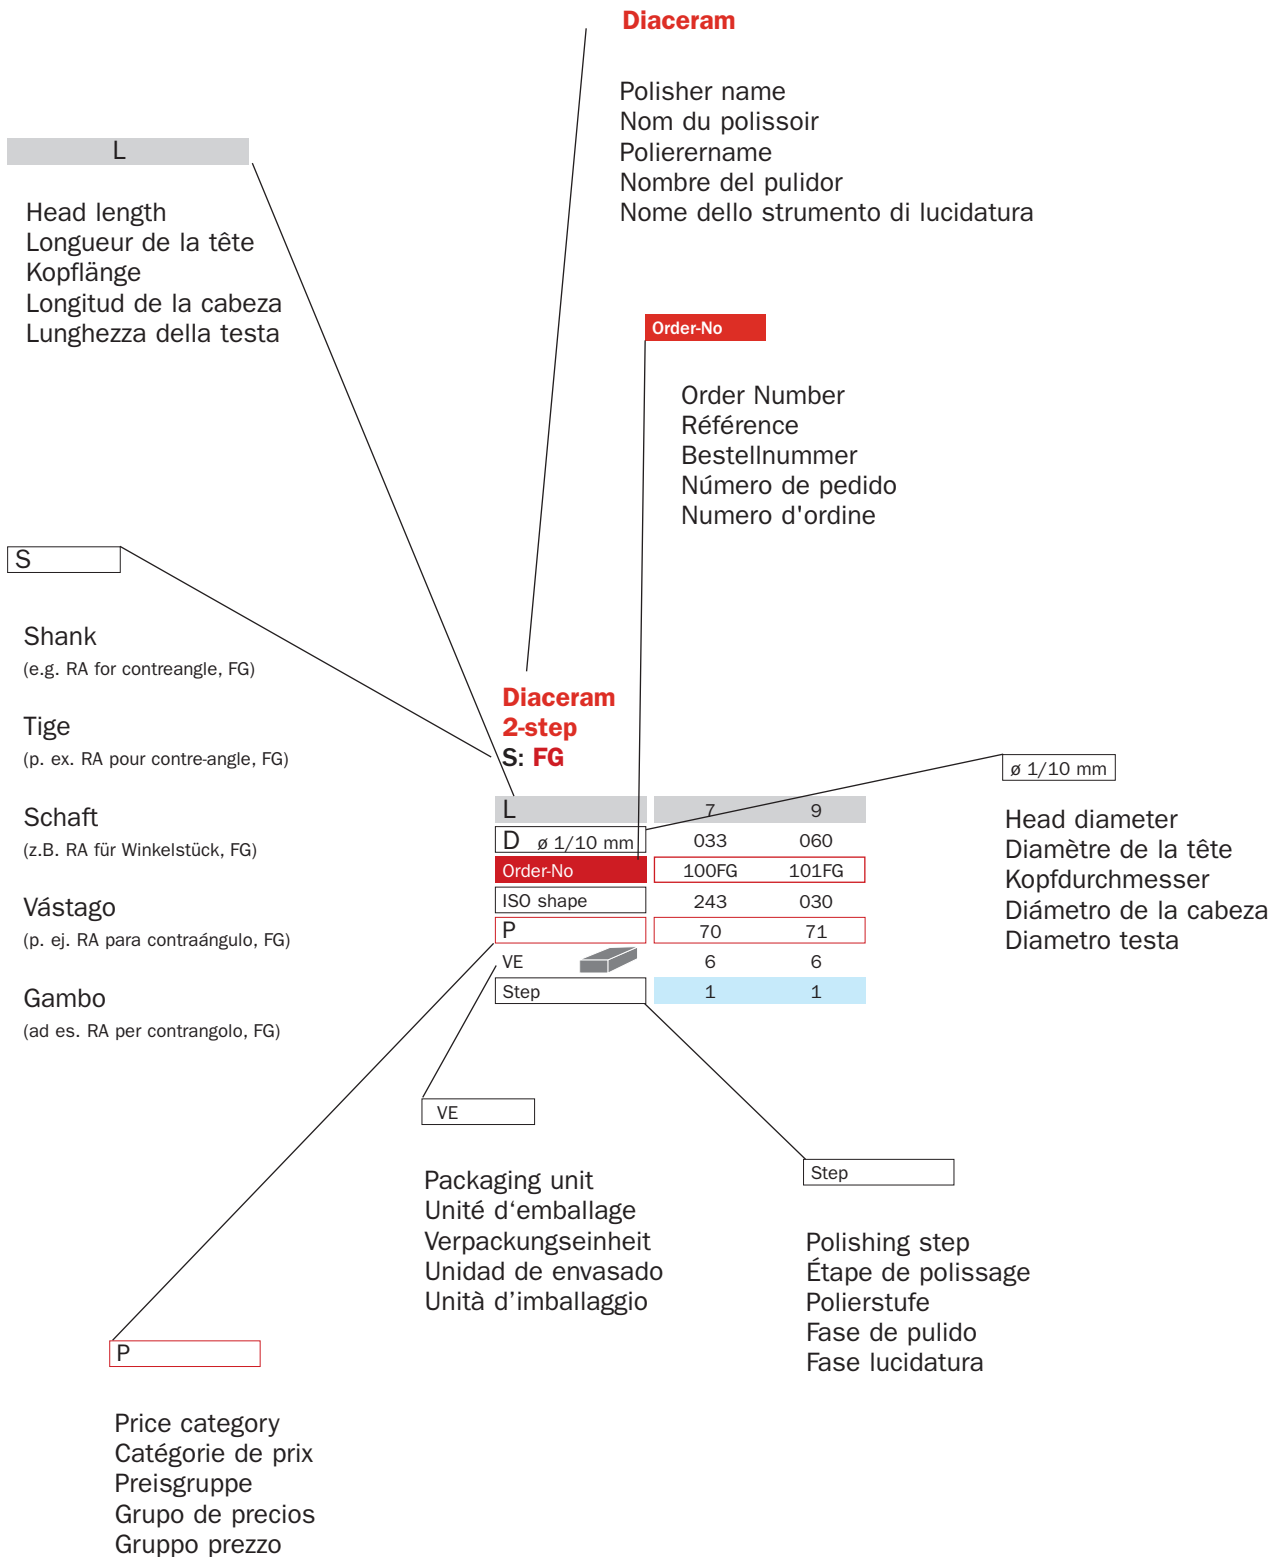 Diaceram
Polisher name
Nom du polissoir
Polierername
Nombre del pulidor
Nome dello strumento di lucidatura
L
Head length
Longueur de la tête
Kopflänge
Longitud de la cabeza
Lunghezza della testa
Order-No
Order Number
Référence
Bestellnummer
Número de pedido
Numero d'ordine
S
Shank
(e.g. RA for contreangle, FG)
Tige
(p. ex. RA pour contre-angle, FG)
Schaft
(z.B. RA für Winkelstück, FG)
Vástago
(p. ej. RA para contraángulo, FG)
Gambo
(ad es. RA per contrangolo, FG)
Diaceram
2-step
S: FG
L 7 9
D ø 1/10 mm 033 060
Order-No 100FG 101FG
ISO shape 243 030
P 70 71
VE 6 6
Step 1 1
ø 1/10 mm
Head diameter
Diamètre de la tête
Kopfdurchmesser
Diámetro de la cabeza
Diametro testa
VE
Packaging unit
Unité d‘emballage
Verpackungseinheit
Unidad de envasado
Unità d’imballaggio
Step
Polishing step
Étape de polissage
Polierstufe
Fase de pulido
Fase lucidatura
P
Price category
Catégorie de prix
Preisgruppe
Grupo de precios
Gruppo prezzo